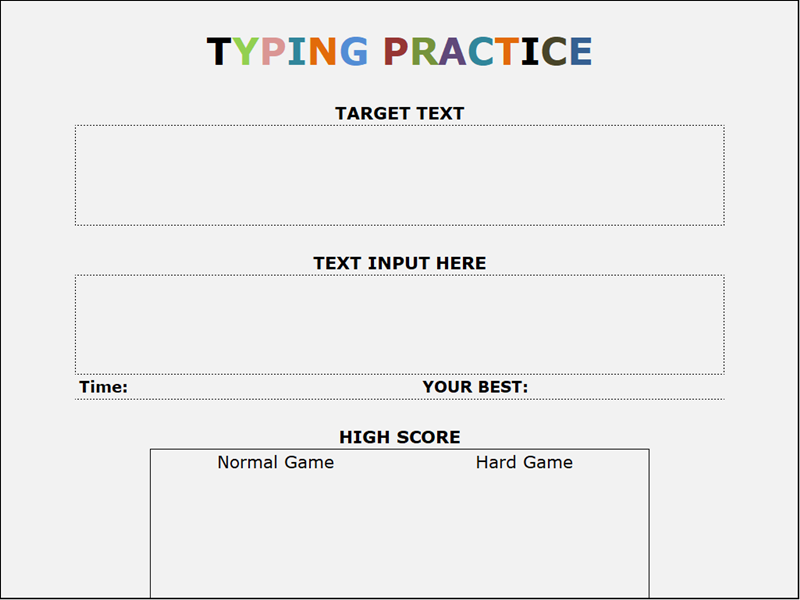 TYPING PRACTICE
TARGET TEXT
TEXT INPUT HERE
Time: YOUR BEST:
HIGH SCORE
Normal Game Hard Game